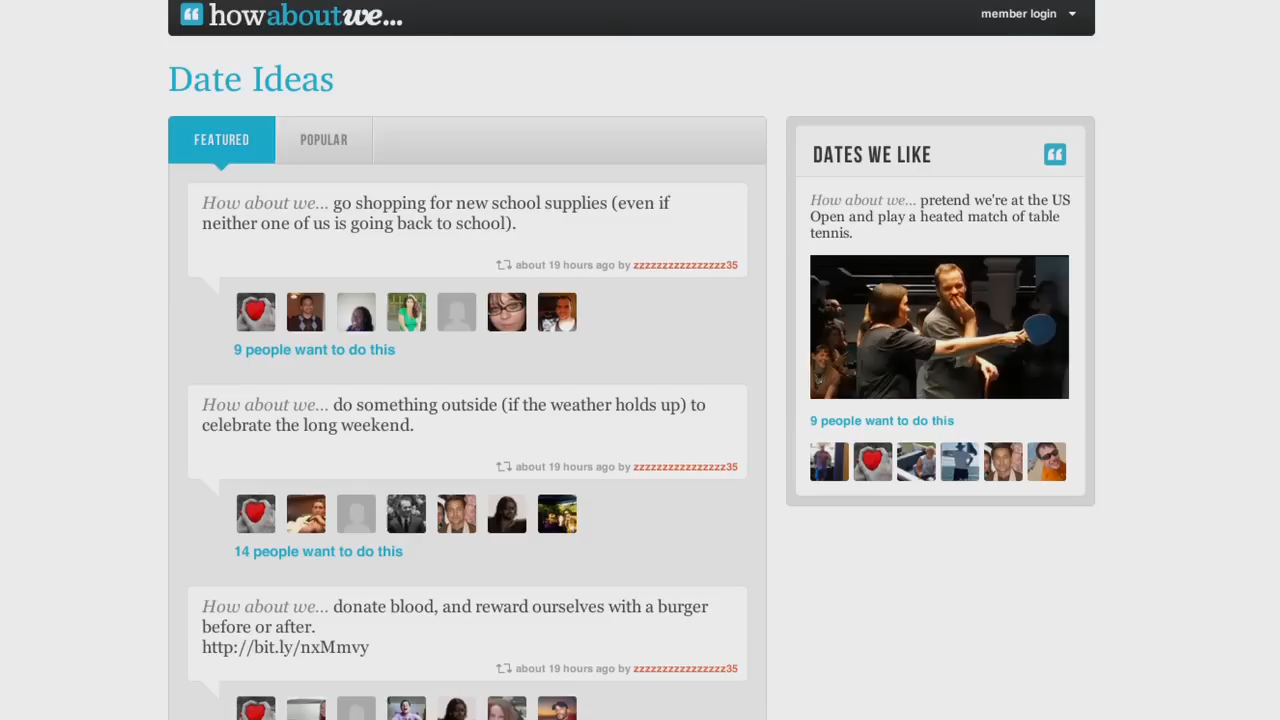 howaboutwe...
member login
Date Ideas
FEATURED
POPULAR
How about we... go shopping for new school supplies (even if
neither one of us is going back to school).
about 19 hours ago by zzzzzzzzzzzzzzzzz35
9 people want to do this
How about we... do something outside (if the weather holds up) to
celebrate the long weekend.
about 19 hours ago by zzzzzzzzzzzzzzzzz35
14 people want to do this
How about we... donate blood, and reward ourselves with a burger
before or after.
http://bit.ly/nxMmvy
about 19 hours ago by zzzzzzzzzzzzzzzzz35
DATES WE LIKE
How about we... pretend we're at the US
Open and play a heated match of table
tennis.
9 people want to do this